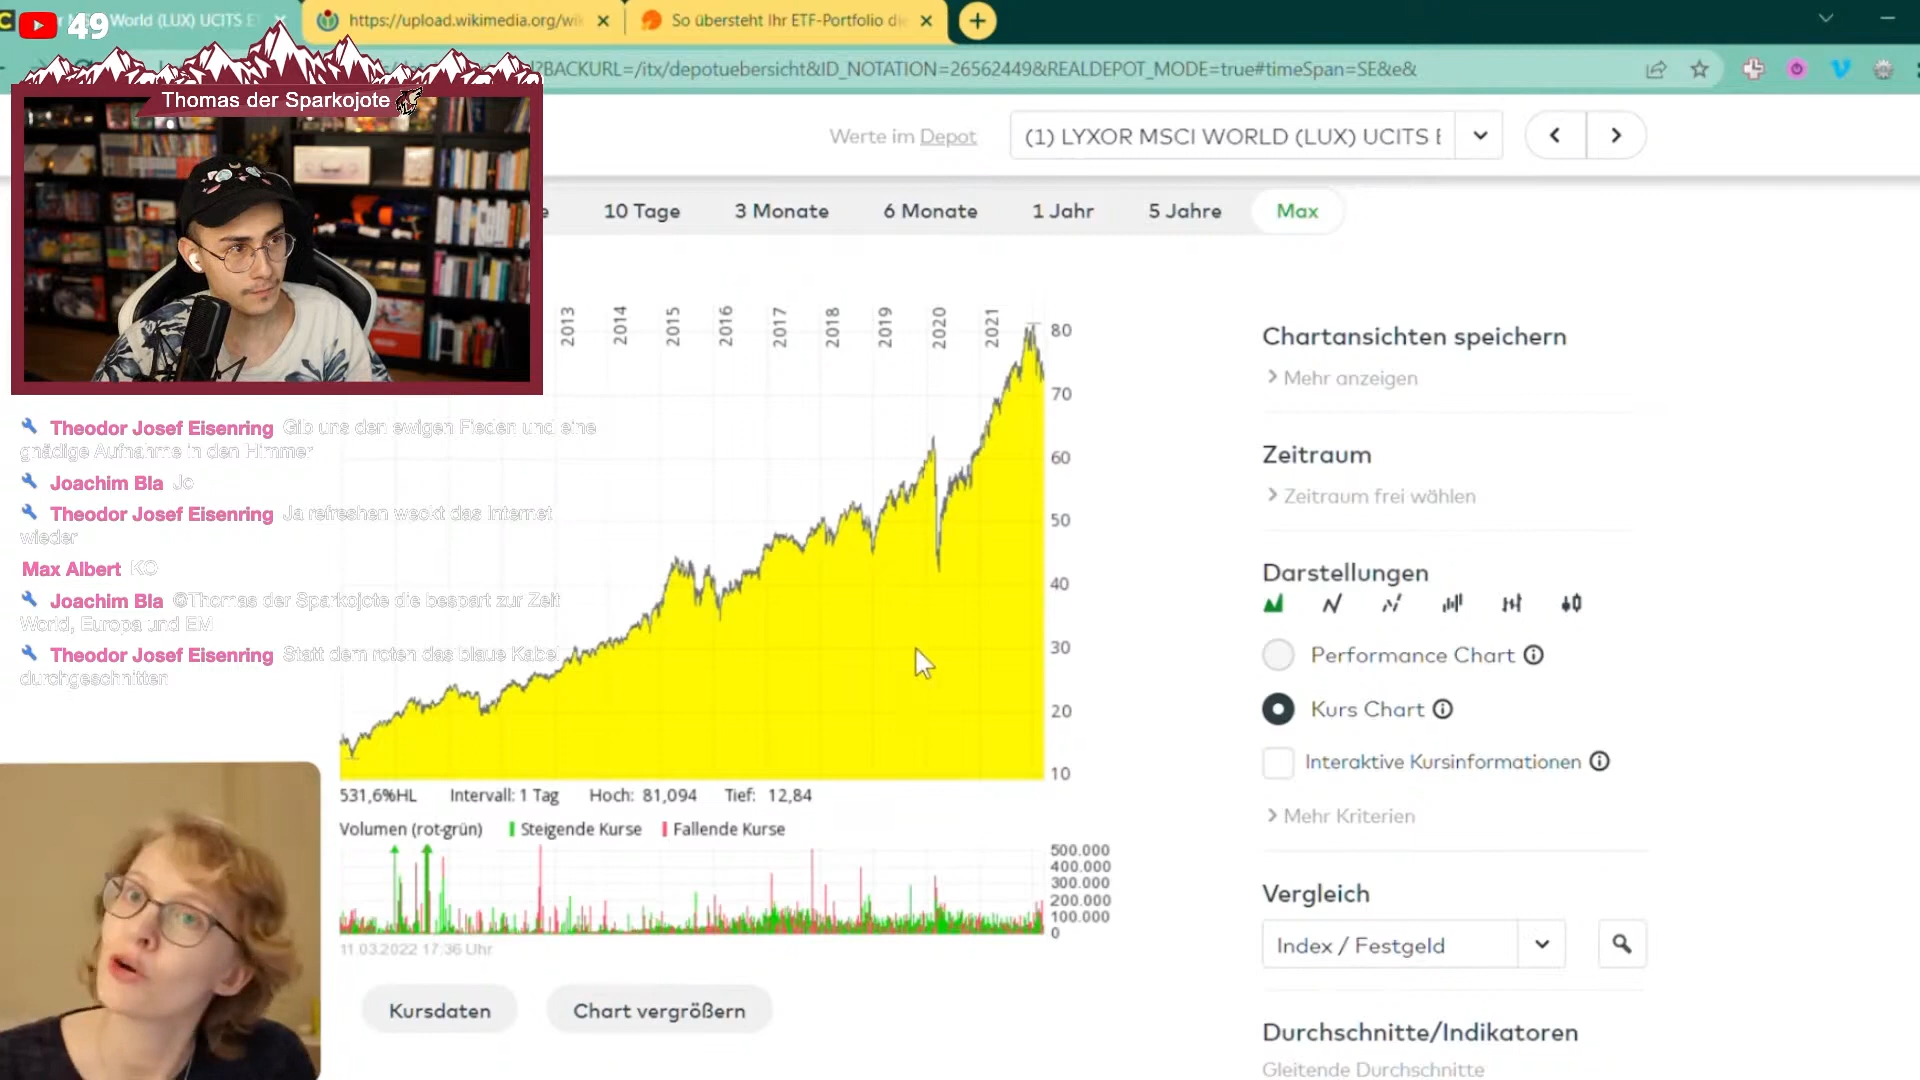 World (LUX) UCITS E
https://upload.wikimedia.org/wi
So übersteht Ihr ETF-Portfolio di
49
?BACKURL=/itx/depotuebersicht&ID_NOTATION=26562449&REALDEPOT_MODE=true#timeSpan=SE&e&
Thomas der Sparkojote
Werte im Depot
(1) LYXOR MSCI WORLD (LUX) UCITS E
10 Tage
3 Monate
6 Monate
1 Jahr
5 Jahre
Max
2013
2014
2015
2016
2017
2018
2019
2020
2021
80
70
60
50
40
30
20
10
Theodor Josef Eisenring Gib uns den ewigen Fieden und eine
gnädige Aufnahme in den Himmer
Joachim Bla Jo
Theodor Josef Eisenring Ja refreshen weckt das Internet
wieder
Max Albert KO
Joachim Bla @Thomas der Sparkojote die bespart zur Zeit
World, Europa und EM
Theodor Josef Eisenring Statt dem roten das blaue Kabel
durchgeschnitten
531,6%HL Intervall: 1 Tag Hoch: 81,094 Tief: 12,84
Volumen (rot-grün) Steigende Kurse Fallende Kurse
500.000
400.000
300.000
200.000
100.000
0
11.03.2022 17:36 Uhr
Kursdaten
Chart vergrößern
Chartansichten speichern
Mehr anzeigen
Zeitraum
Zeitraum frei wählen
Darstellungen
Performance Chart
Kurs Chart
Interaktive Kursinformationen
Mehr Kriterien
Vergleich
Index / Festgeld
Durchschnitte/Indikatoren
Gleitende Durchschnitte